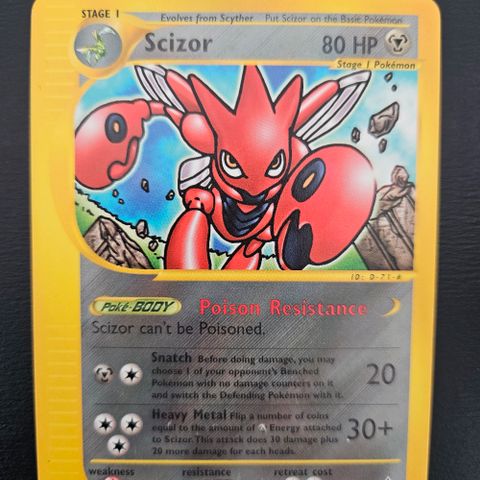 STAGE 1 Evolves from Scyther Put Scizor on the Basic Pokémon
Scizor 80 HP
Stage 1 Pokémon
Poké-BODY Poison Resistance
Scizor can't be Poisoned.
Snatch Before doing damage, you may
choose 1 of your opponent's Benched
Pokémon with no damage counters on it
and switch the Defending Pokémon with it.
20
Heavy Metal Flip a number of coins
equal to the amount of Energy attached
to Scizor. This attack does 30 damage plus
20 more damage for each heads.
30+
weakness resistance retreat cost